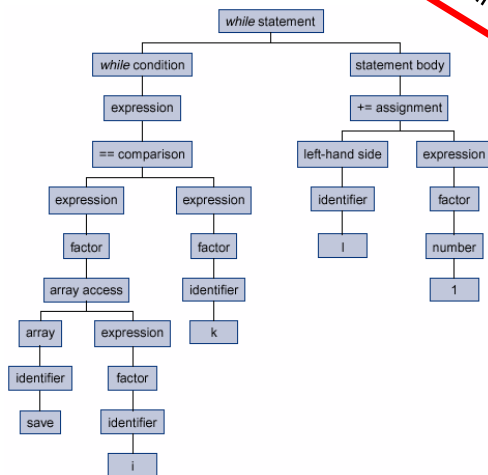 while statement
while condition statement body
expression += assignment
== comparison left-hand side expression
expression expression identifier factor
factor factor l number
array access identifier 1
array expression k
identifier factor
save identifier
i